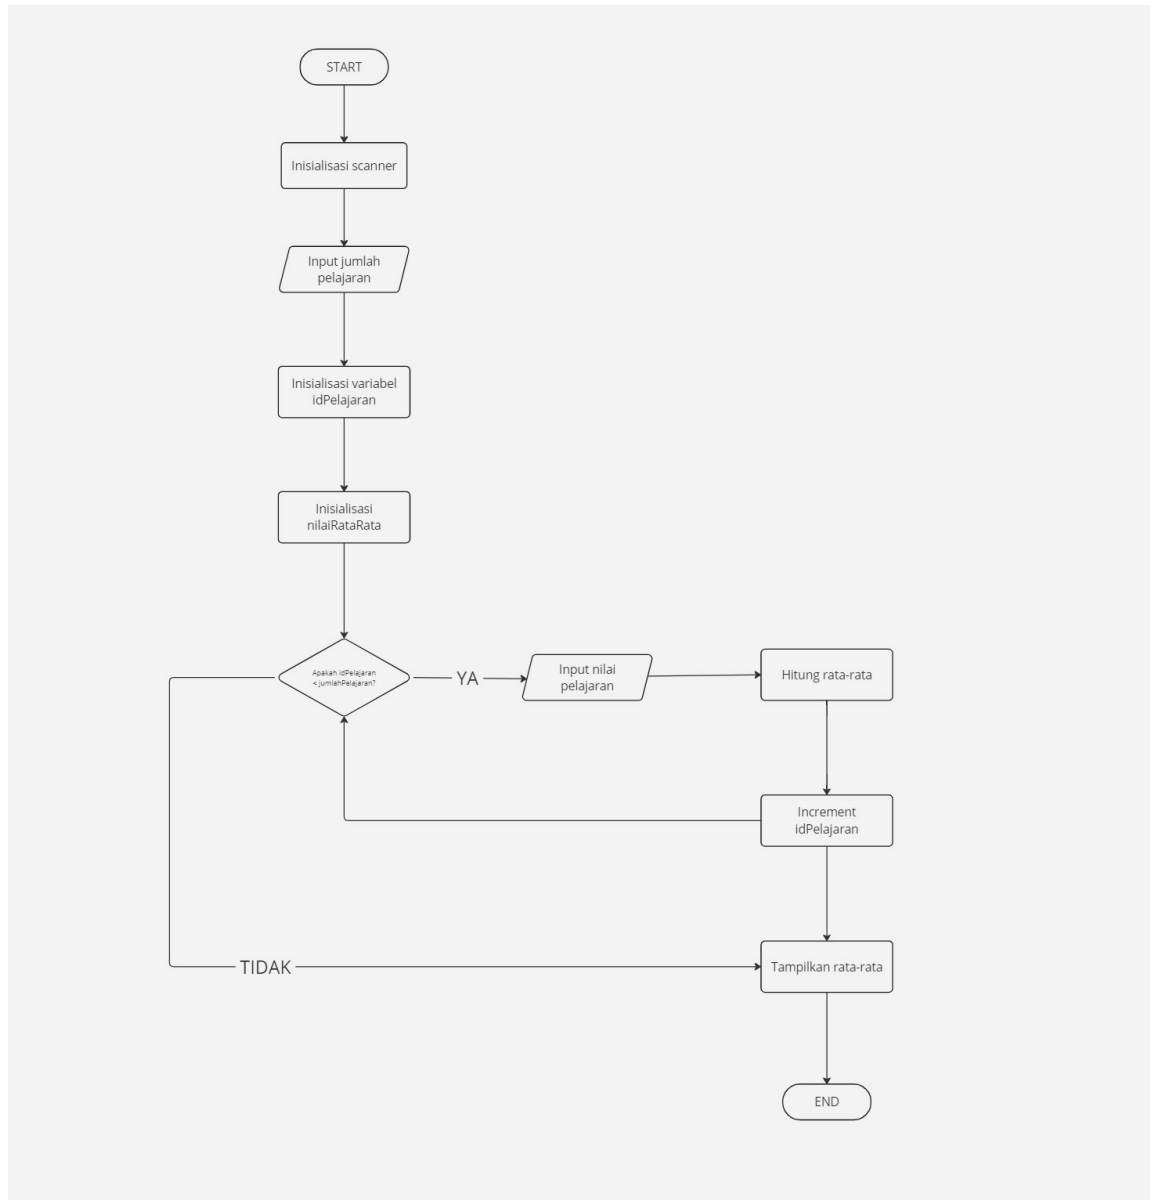 START
Inisialisasi scanner
Input jumlah
pelajaran
Inisialisasi variabel
idPelajaran
Inisialisasi
nilaiRataRata
Apakah idPelajaran
< jumlahPelajaran?
YA
Input nilai
pelajaran
Hitung rata-rata
Increment
idPelajaran
TIDAK
Tampilkan rata-rata
END